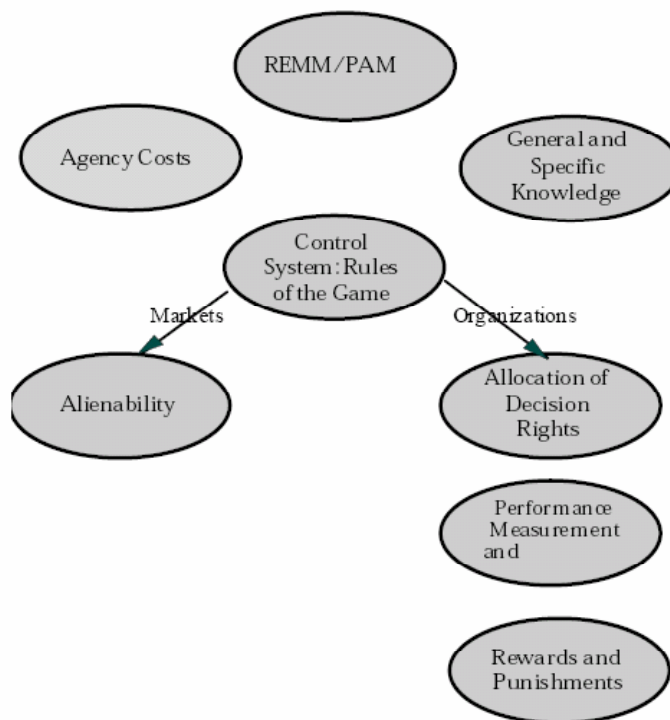 REMM/PAM
Agency Costs
General and
Specific
Knowledge
Control
System: Rules
of the Game
Markets
Organizations
Alienability
Allocation of
Decision
Rights
Performance
Measurement
and
Rewards and
Punishments